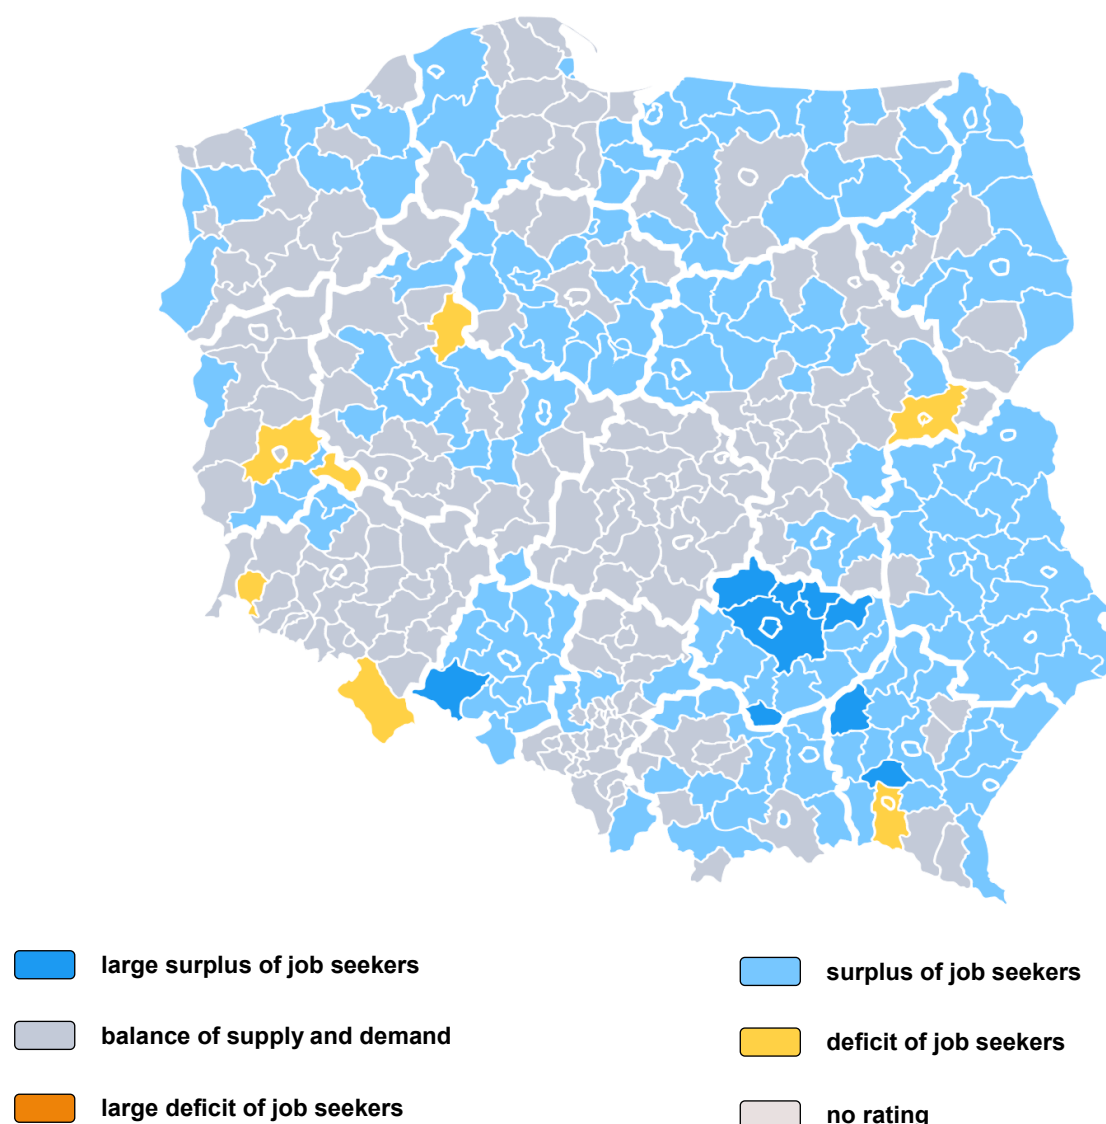 large surplus of job seekers
surplus of job seekers
balance of supply and demand
deficit of job seekers
large deficit of job seekers
no rating